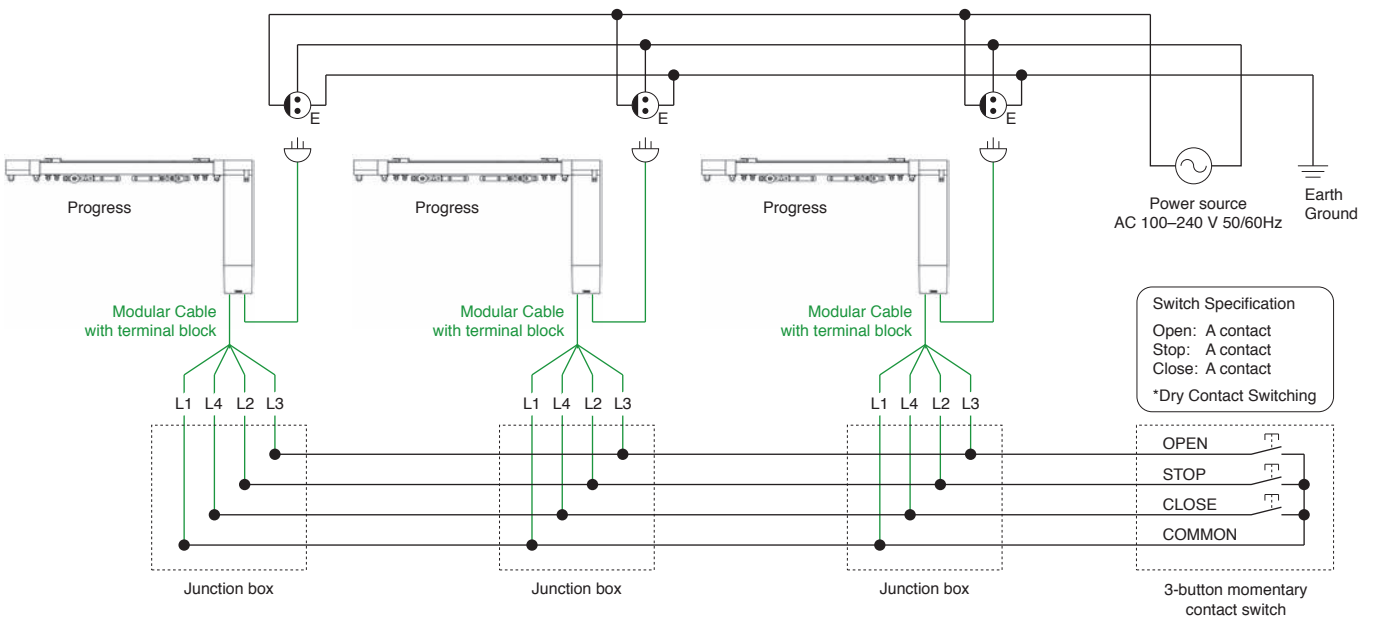 E
E
E
Progress
Progress
Progress
Power source
AC 100–240 V 50/60Hz
Earth
Ground
Modular Cable
with terminal block
Modular Cable
with terminal block
Modular Cable
with terminal block
Switch Specification
Open: A contact
Stop: A contact
Close: A contact
*Dry Contact Switching
L1 L4 L2 L3
L1 L4 L2 L3
L1 L4 L2 L3
OPEN
STOP
CLOSE
COMMON
Junction box
Junction box
Junction box
3-button momentary
contact switch